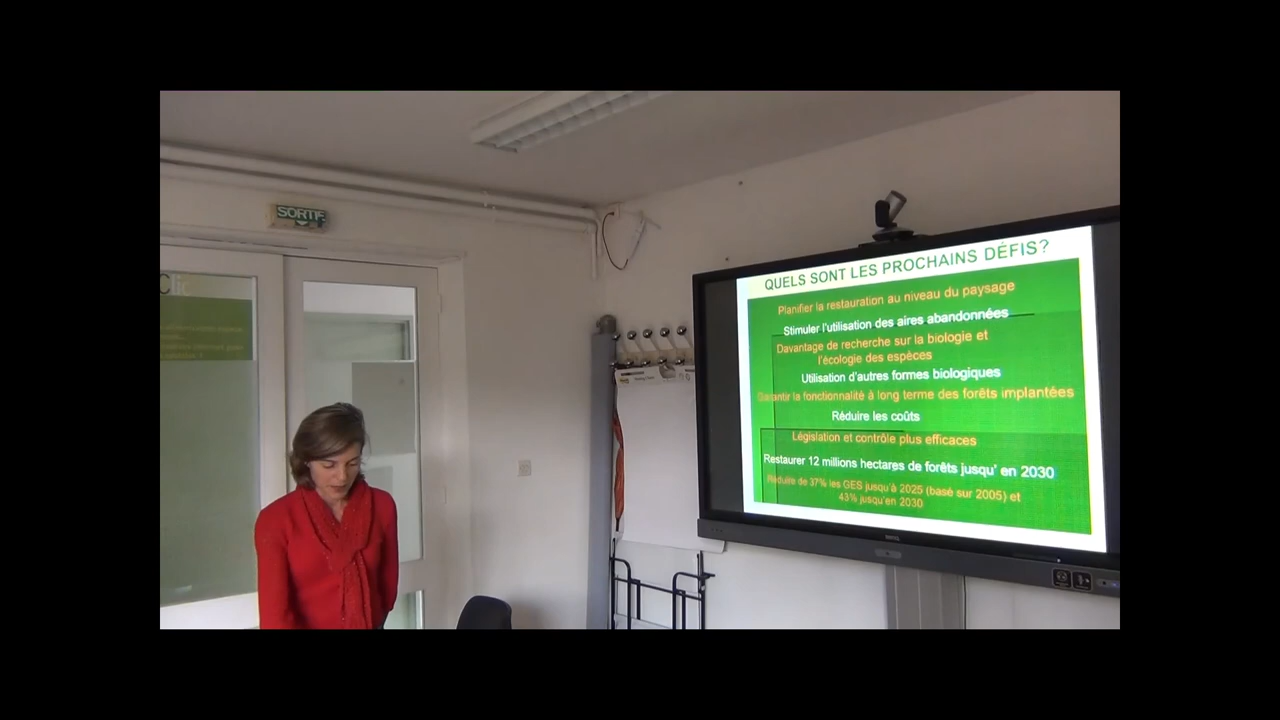 SORTIE
QUELS SONT LES PROCHAINS DÉFIS?
Planifier la restauration au niveau du paysage
Stimuler l'utilisation des aires abandonnées
Davantage de recherche sur la biologie et
l'écologie des espèces
Utilisation d'autres formes biologiques
Garantir la fonctionnalité à long terme des forêts implantées
Réduire les coûts
Législation et contrôle plus efficaces
Restaurer 12 millions hectares de forêts jusqu' en 2030
Réduire de 37% les GES jusqu'à 2025 (basé sur 2005) et
43% jusqu'en 2030
BENQ